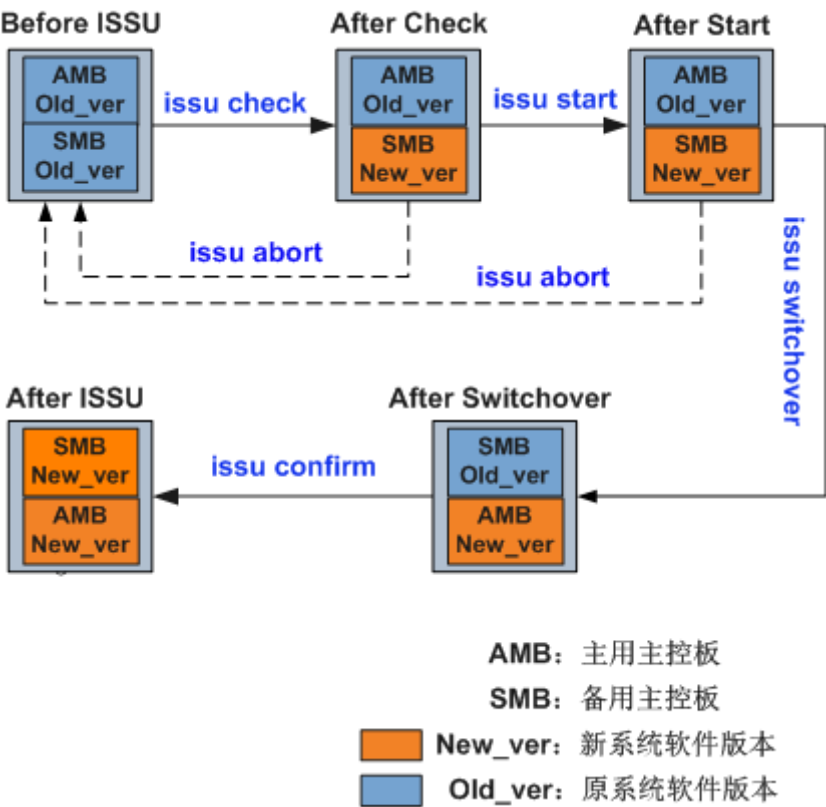 Before ISSU
After Check
After Start
AMB
Old_ver
SMB
Old_ver
issu check
AMB
Old_ver
SMB
New_ver
issu start
AMB
Old_ver
SMB
New_ver
issu abort
issu abort
issu switchover
After ISSU
After Switchover
SMB
New_ver
AMB
New_ver
issu confirm
SMB
Old_ver
AMB
New_ver
AMB：主用主控板
SMB：备用主控板
New_ver：新系统软件版本
Old_ver：原系统软件版本